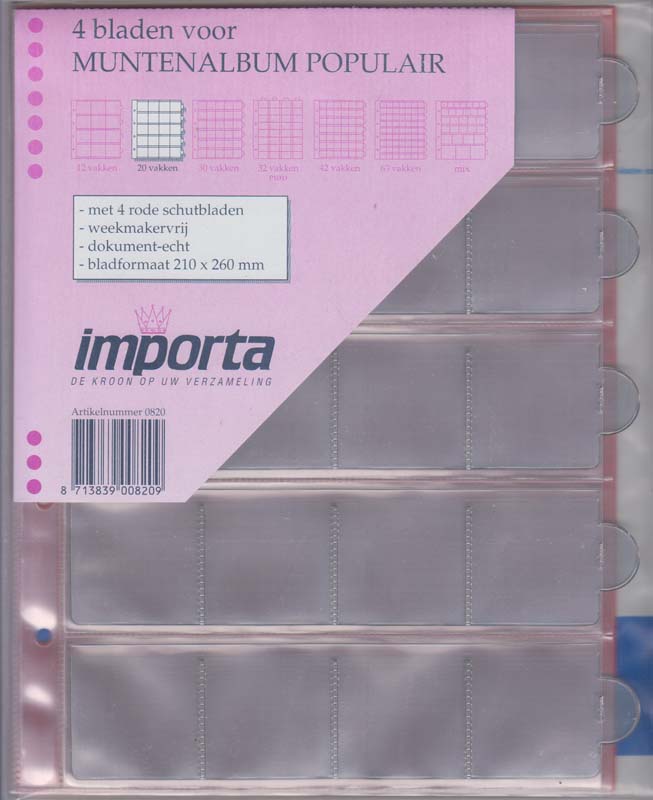 4 bladen voor
MUNTENALBUM POPULAIR
12 vakken 20 vakken 30 vakken 32 vakken 42 vakken 63 vakken mix
- met 4 rode schutbladen
- weekmakervrij
- dokument-echt
- bladformaat 210 x 260 mm
importa
DE KROON OP UW VERZAMELING
Artikelnummer 0820
8 713839 008209